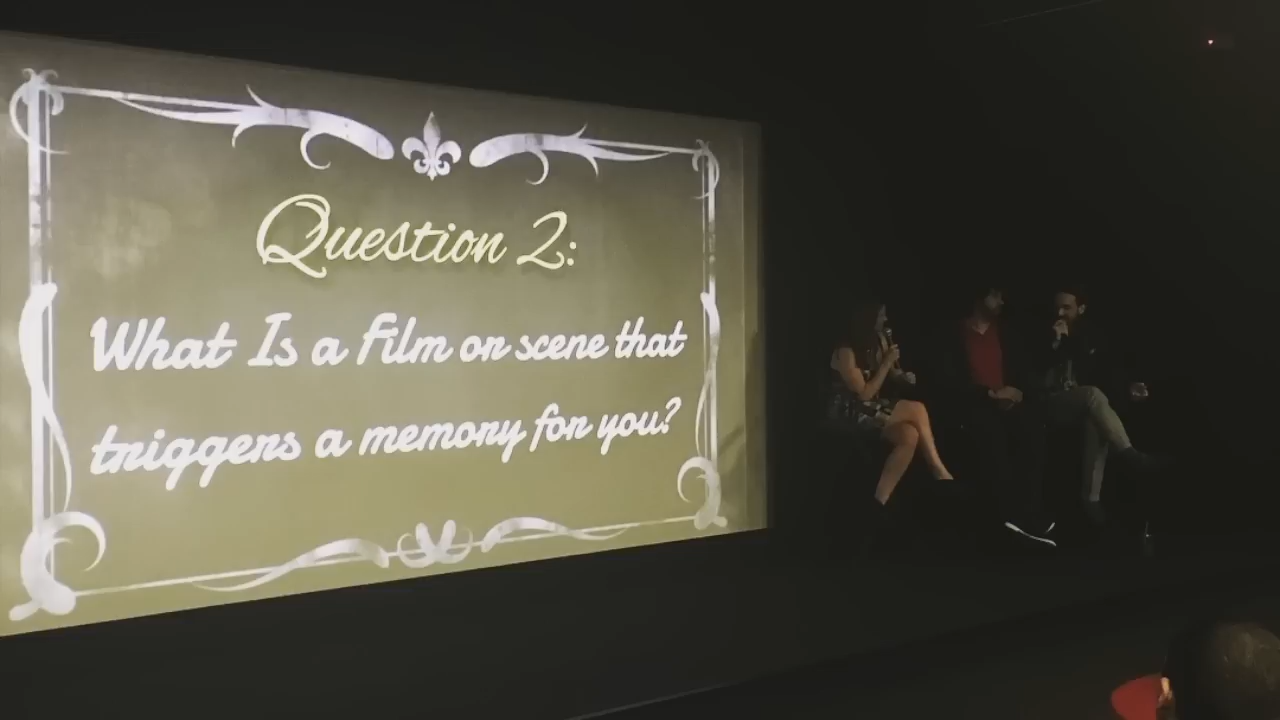 Question 2:
What Is a film or scene that
triggers a memory for you?